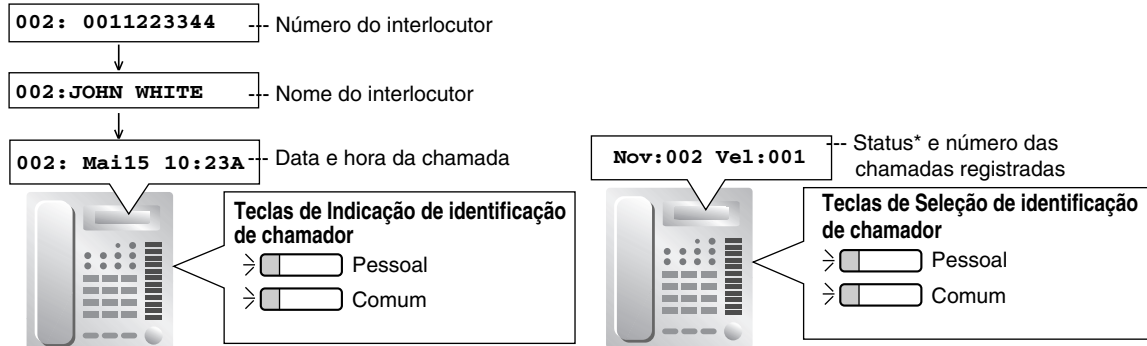 002: 0011223344 --- Número do interlocutor
002:JOHN WHITE --- Nome do interlocutor
002: Mai15 10:23A --- Data e hora da chamada
Teclas de Indicação de identificação
de chamador
Pessoal
Comum
Nov:002 Vel:001 --- Status* e número das
chamadas registradas
Teclas de Seleção de identificação
de chamador
Pessoal
Comum